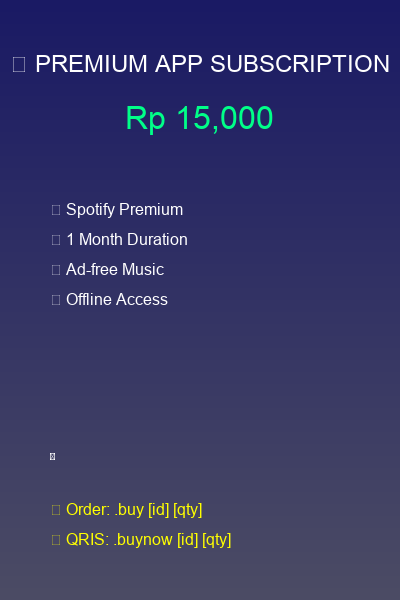 PREMIUM APP SUBSCRIPTION
Rp 15,000
Spotify Premium
1 Month Duration
Ad-free Music
Offline Access
Order: .buy [id] [qty]
QRIS: .buynow [id] [qty]